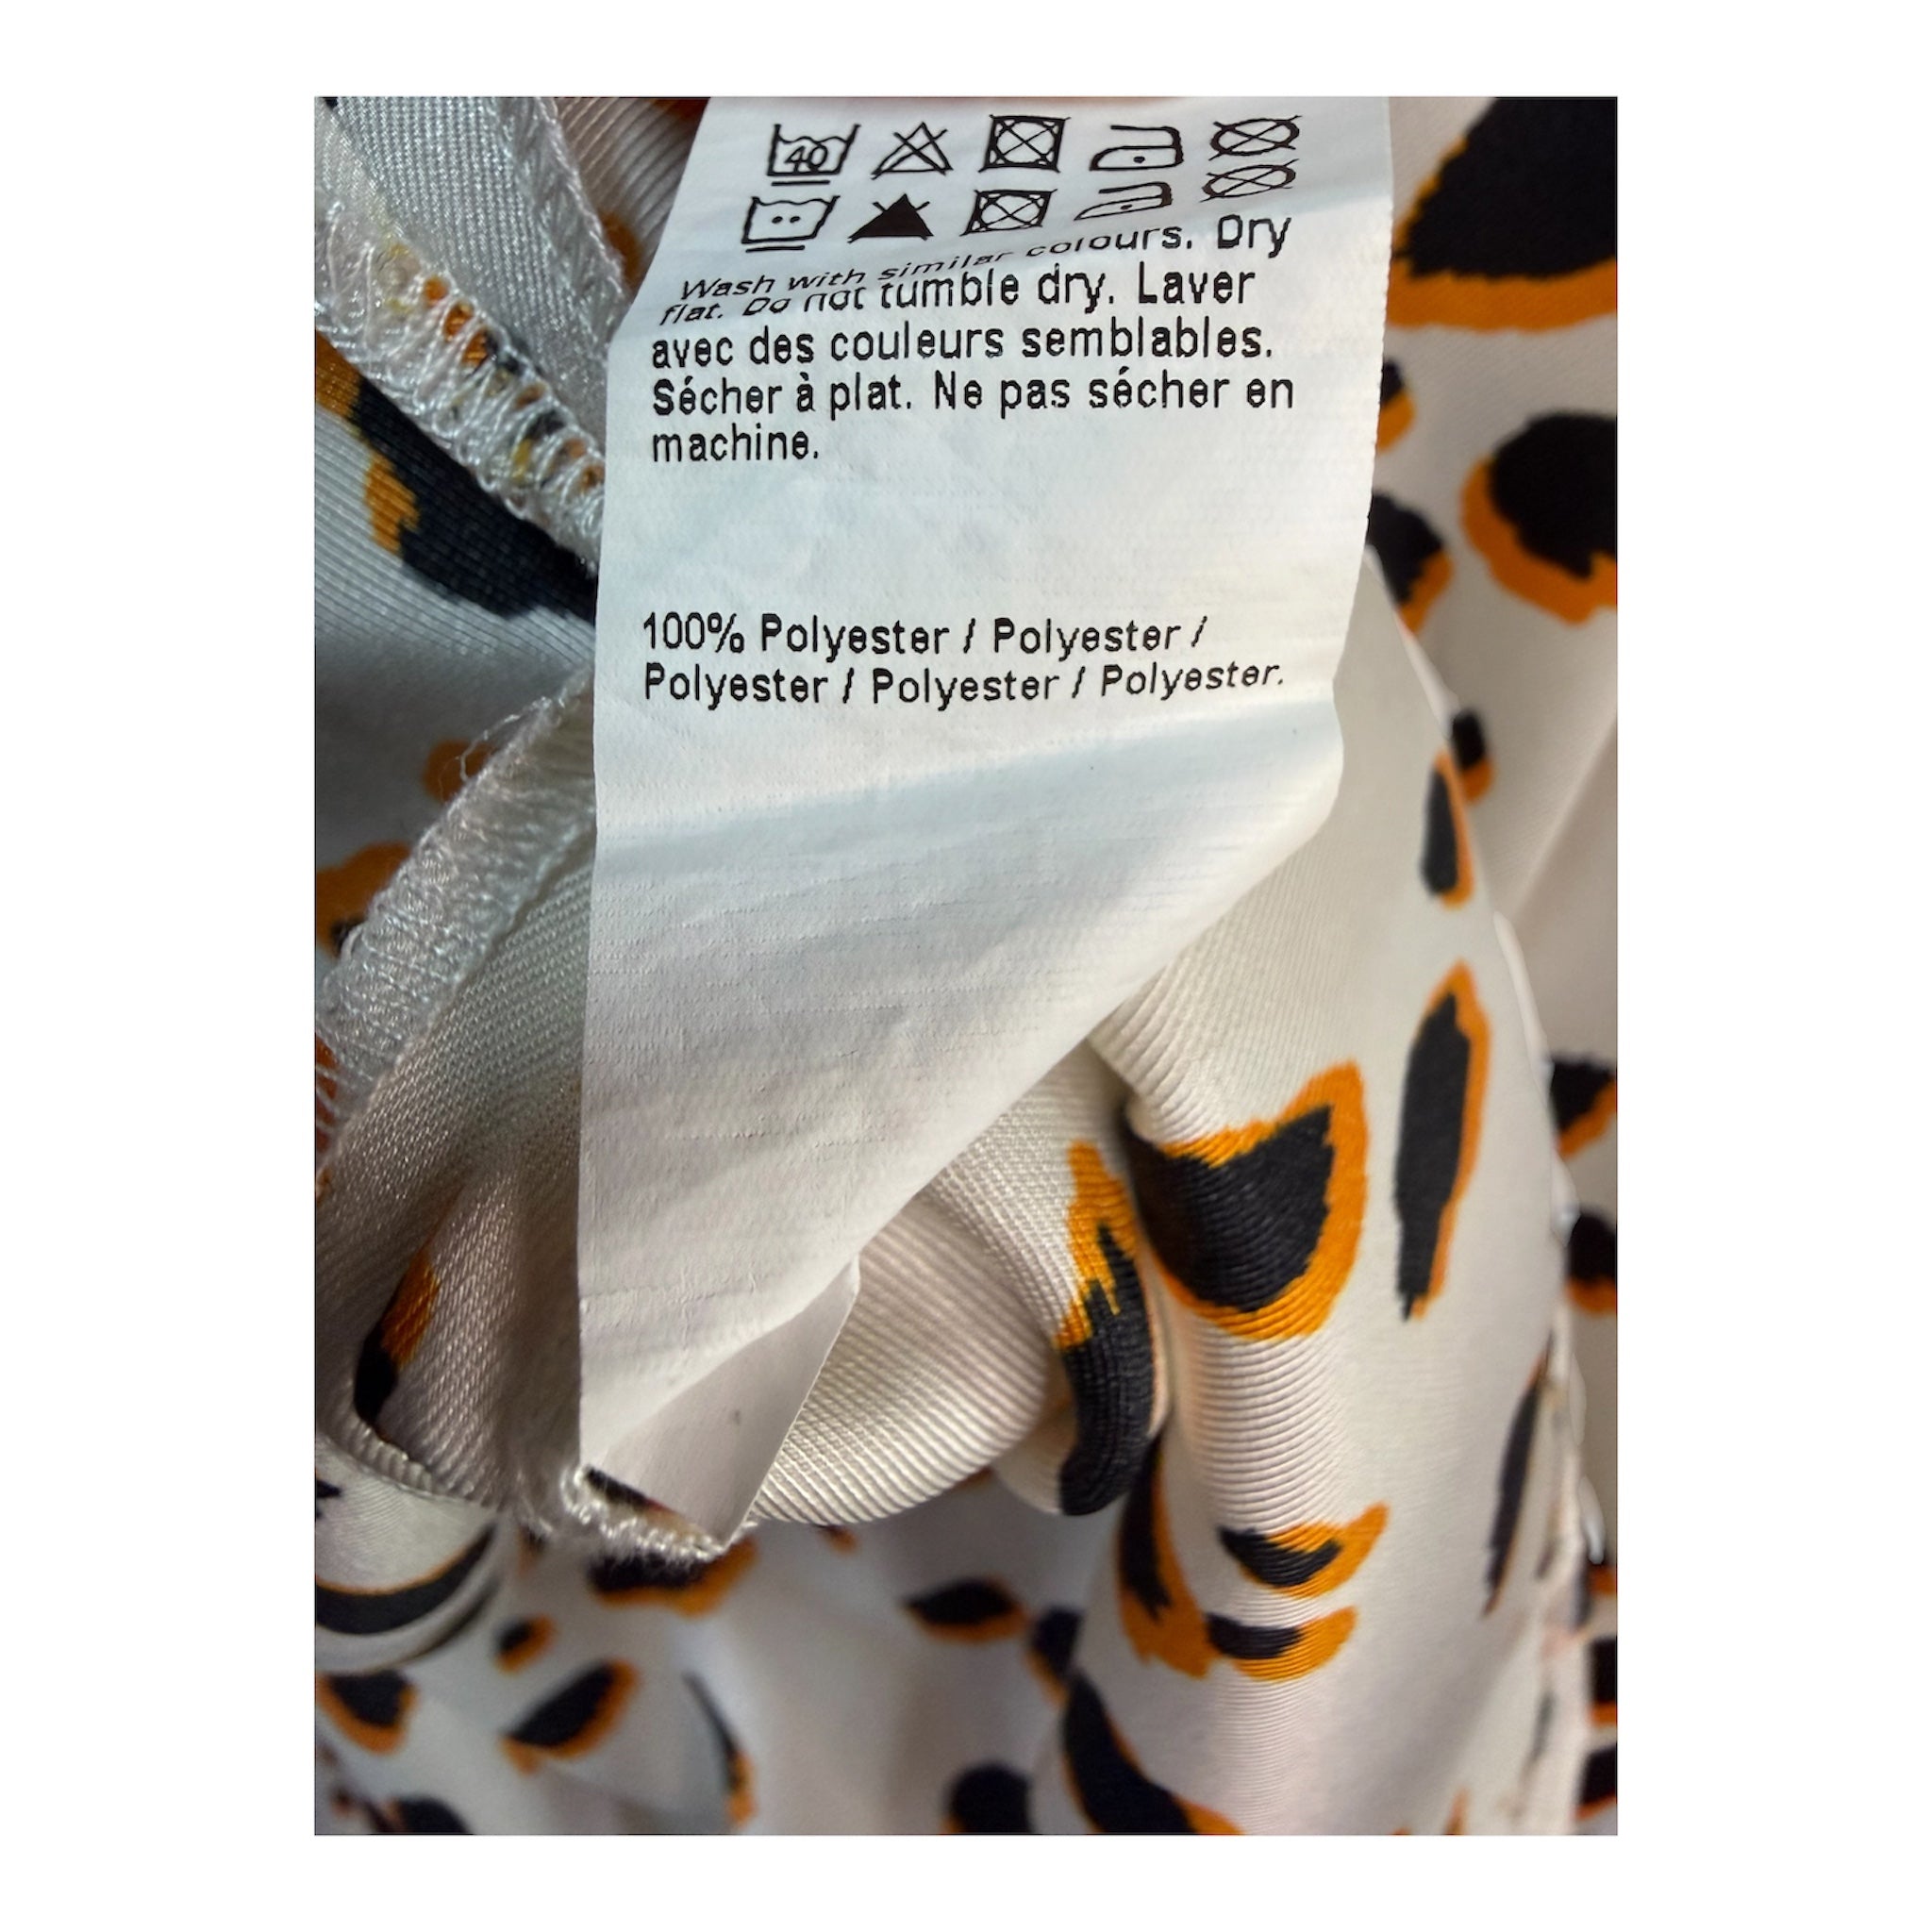 40
Wash with similar colours. Dry
flat. Do not tumble dry. Laver
avec des couleurs semblables.
Sécher à plat. Ne pas sécher en
machine.
100% Polyester / Polyester /
Polyester / Polyester / Polyester.